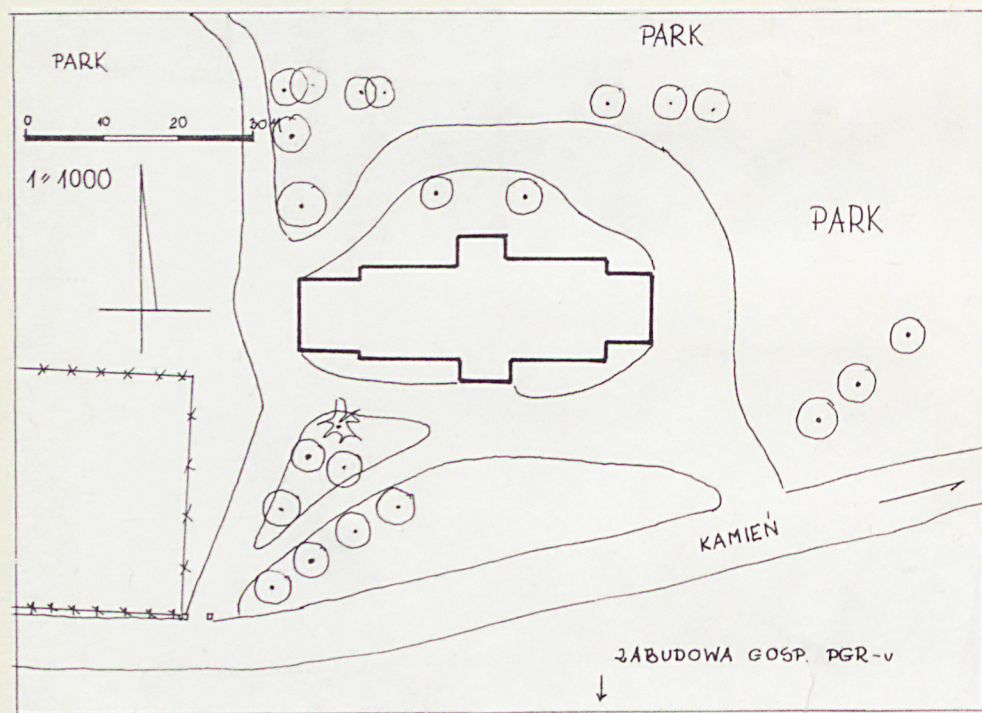 PARK
PARK
0 10 20 30 M
1:1000
PARK
KAMIEŃ
ZABUDOWA GOSP. PGR-u